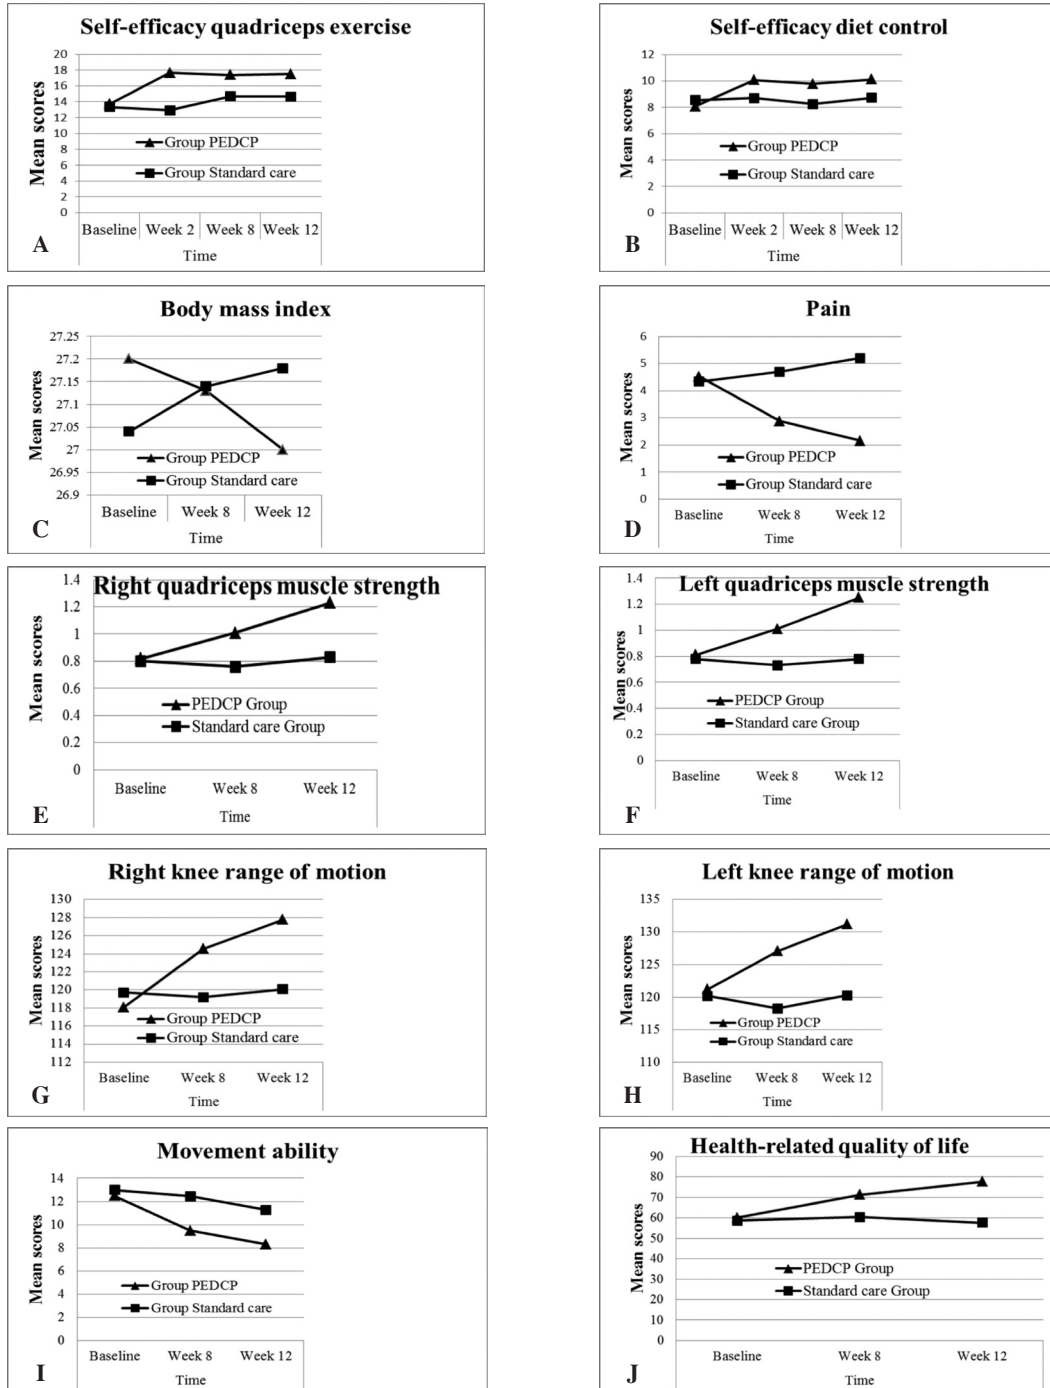 Self-efficacy quadriceps exercise
Mean scores
20
18
16
14
12
10
8
6
4
2
0
Group PEDCP
Group Standard care
Baseline Week 2 Week 8 Week 12
Time
A
Self-efficacy diet control
Mean scores
12
10
8
6
4
2
0
Group PEDCP
Group Standard care
Baseline Week 2 Week 8 Week 12
Time
B
Body mass index
Mean scores
27.25
27.2
27.15
27.1
27.05
27
26.95
26.9
Group PEDCP
Group Standard care
Baseline Week 8 Week 12
Time
C
Pain
Mean scores
6
5
4
3
2
1
0
Group PEDCP
Group Standard care
Baseline Week 8 Week 12
Time
D
Right quadriceps muscle strength
Mean scores
1.4
1.2
1
0.8
0.6
0.4
0.2
0
PEDCP Group
Standard care Group
Baseline Week 8 Week 12
Time
E
Left quadriceps muscle strength
Mean scores
1.4
1.2
1
0.8
0.6
0.4
0.2
0
PEDCP Group
Standard care Group
Baseline Week 8 Week 12
Time
F
Right knee range of motion
Mean scores
130
128
126
124
122
120
118
116
114
112
Group PEDCP
Group Standard care
Baseline Week 8 Week 12
Time
G
Left knee range of motion
Mean scores
135
130
125
120
115
110
Group PEDCP
Group Standard care
Baseline Week 8 Week 12
Time
H
Movement ability
Mean scores
14
12
10
8
6
4
2
0
Group PEDCP
Group Standard care
Baseline Week 8 Week 12
Time
I
Health-related quality of life
Mean scores
90
80
70
60
50
40
30
20
10
0
PEDCP Group
Standard care Group
Baseline Week 8 Week 12
Time
J